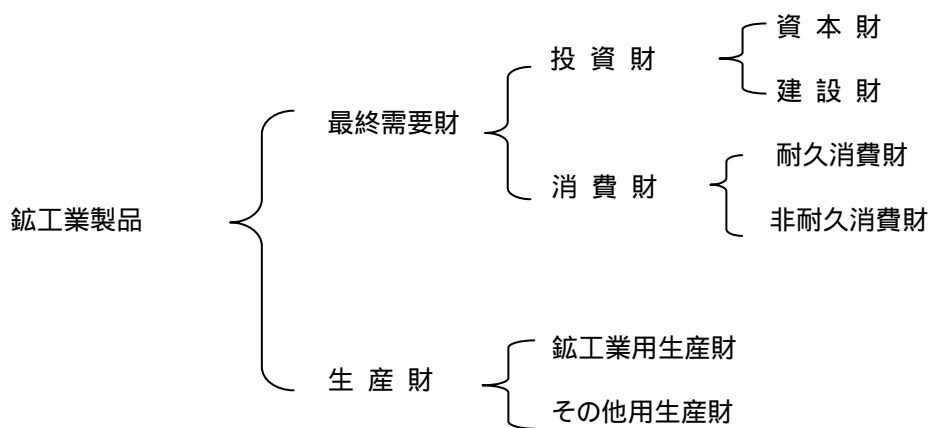 資 本 財
投 資 財
建 設 財
最終需要財
耐久消費財
消 費 財
鉱工業製品
非耐久消費財
鉱工業用生産財
生 産 財
その他用生産財